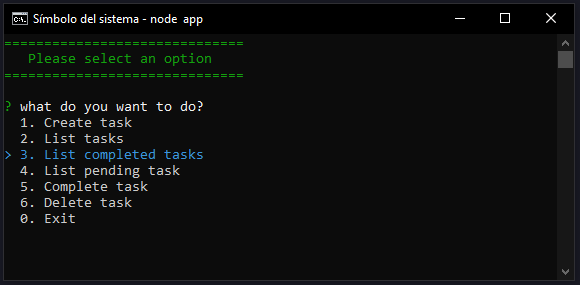 Símbolo del sistema - node app
==============================
Please select an option
==============================
? what do you want to do?
1. Create task
2. List tasks
> 3. List completed tasks
4. List pending task
5. Complete task
6. Delete task
0. Exit